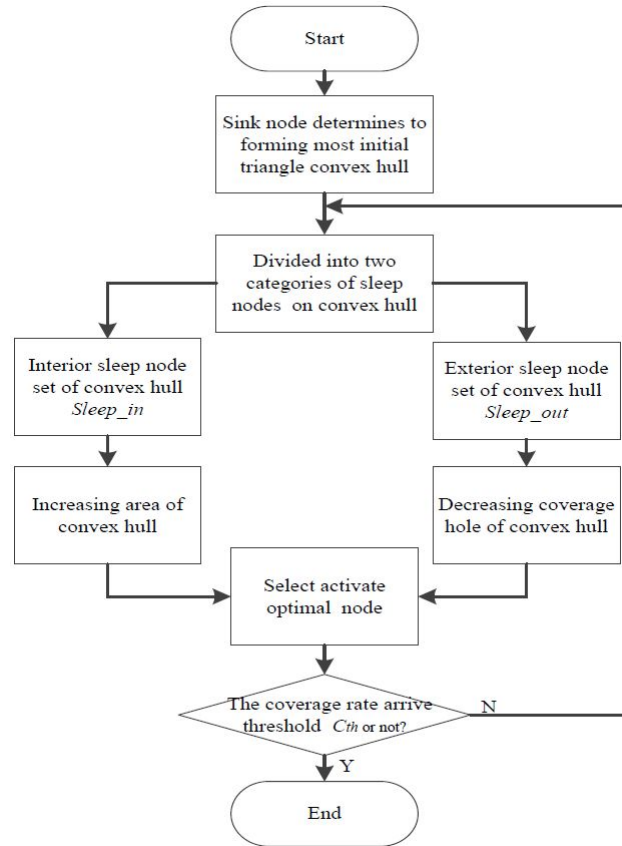 Start
Sink node determines to
forming most initial
triangle convex hull
Divided into two
categories of sleep
nodes on convex hull
Interior sleep node
set of convex hull
Sleep_in
Exterior sleep node
set of convex hull
Sleep_out
Increasing area of
convex hull
Decreasing coverage
hole of convex hull
Select activate
optimal node
The coverage rate arrive
threshold Cth or not?
N
Y
End